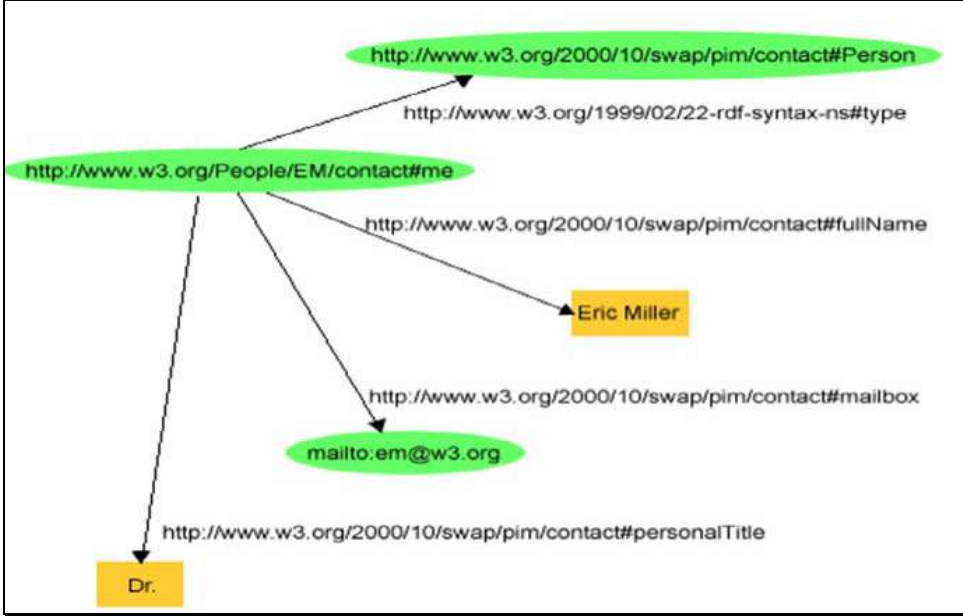 http://www.w3.org/2000/10/swap/pim/contact#Person
http://www.w3.org/1999/02/22-rdf-syntax-ns#type
http://www.w3.org/People/EM/contact#me
http://www.w3.org/2000/10/swap/pim/contact#fullName
Eric Miller
http://www.w3.org/2000/10/swap/pim/contact#mailbox
mailto:em@w3.org
http://www.w3.org/2000/10/swap/pim/contact#personalTitle
Dr.